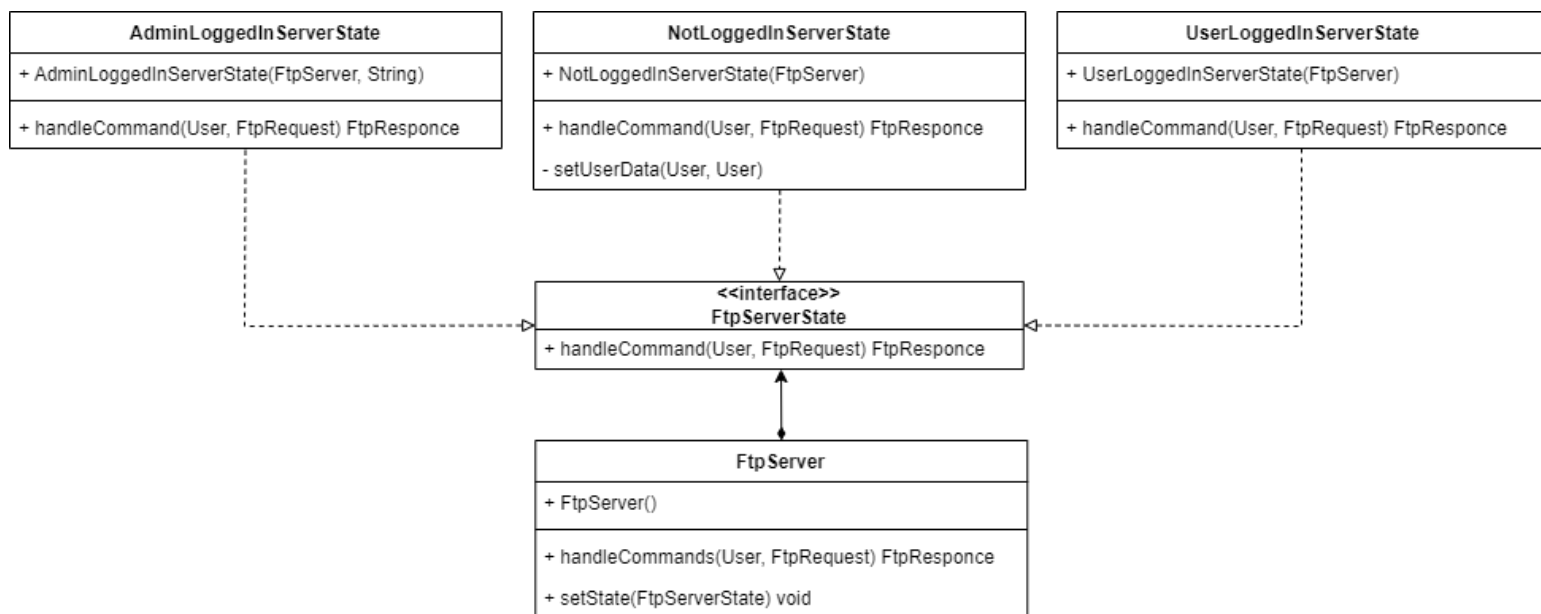 AdminLoggedInServerState
+ AdminLoggedInServerState(FtpServer, String)
+ handleCommand(User, FtpRequest) FtpResponce
NotLoggedInServerState
+ NotLoggedInServerState(FtpServer)
+ handleCommand(User, FtpRequest) FtpResponce
- setUserData(User, User)
UserLoggedInServerState
+ UserLoggedInServerState(FtpServer)
+ handleCommand(User, FtpRequest) FtpResponce
<<interface>>
FtpServerState
+ handleCommand(User, FtpRequest) FtpResponce
FtpServer
+ FtpServer()
+ handleCommands(User, FtpRequest) FtpResponce
+ setState(FtpServerState) void